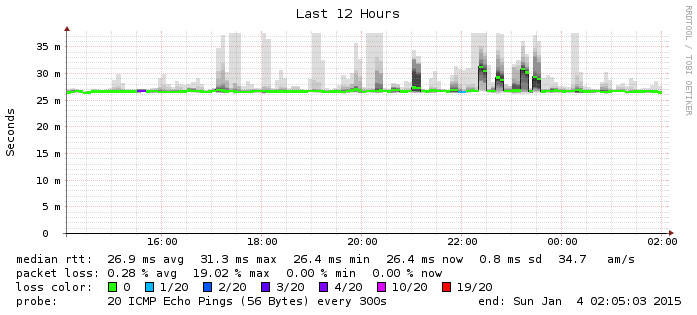 Last 12 Hours
RRDTOOL / TOBI OETIKER
Seconds
35 m
30 m
25 m
20 m
15 m
10 m
5 m
0
16:00 18:00 20:00 22:00 00:00 02:00
median rtt: 26.9 ms avg 31.3 ms max 26.4 ms min 26.4 ms now 0.8 ms sd 34.7 am/s
packet loss: 0.28 % avg 19.02 % max 0.00 % min 0.00 % now
loss color: 0 1/20 2/20 3/20 4/20 10/20 19/20
probe: 20 ICMP Echo Pings (56 Bytes) every 300s end: Sun Jan 4 02:05:03 2015